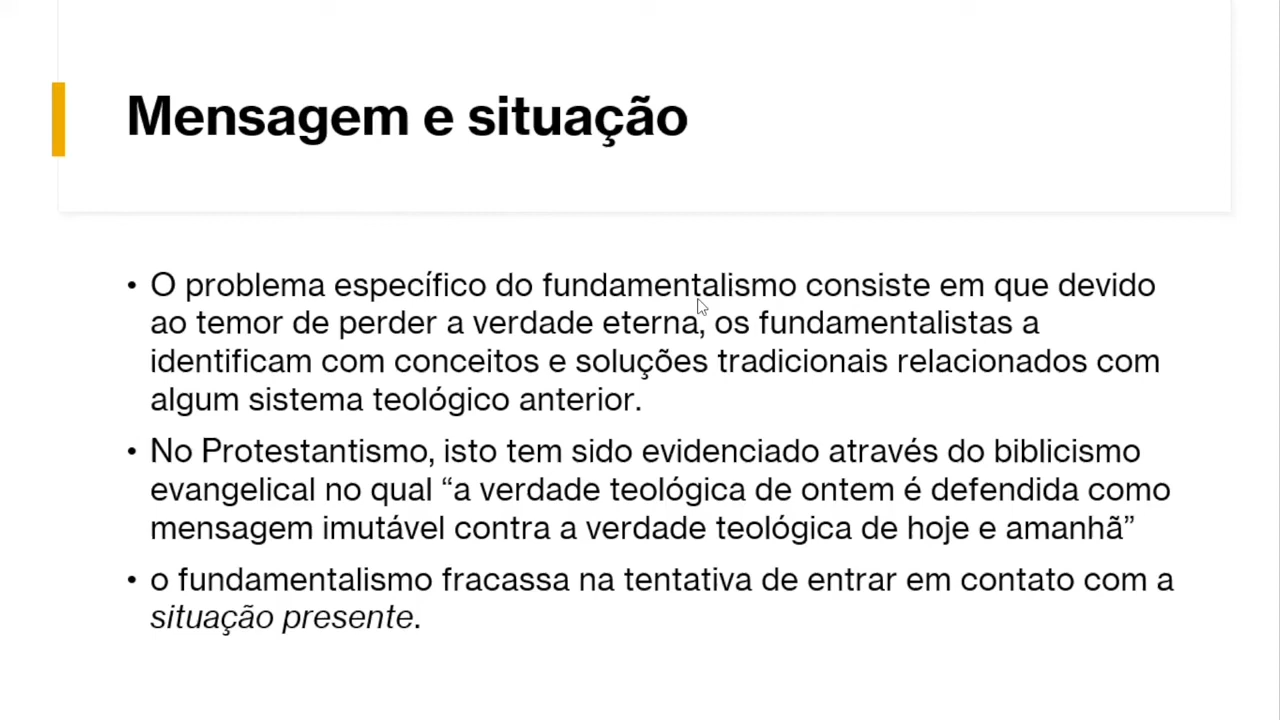 Mensagem e situação
• O problema específico do fundamentalismo consiste em que devido
ao temor de perder a verdade eterna, os fundamentalistas a
identificam com conceitos e soluções tradicionais relacionados com
algum sistema teológico anterior.
• No Protestantismo, isto tem sido evidenciado através do biblicismo
evangelical no qual “a verdade teológica de ontem é defendida como
mensagem imutável contra a verdade teológica de hoje e amanhã”
• o fundamentalismo fracassa na tentativa de entrar em contato com a
situação presente.